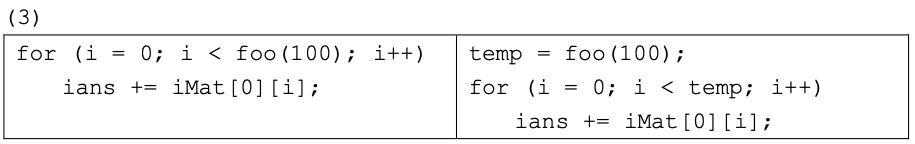 (3)
for (i = 0; i < foo(100); i++)
ians += iMat[0][i];
temp = foo(100);
for (i = 0; i < temp; i++)
ians += iMat[0][i];